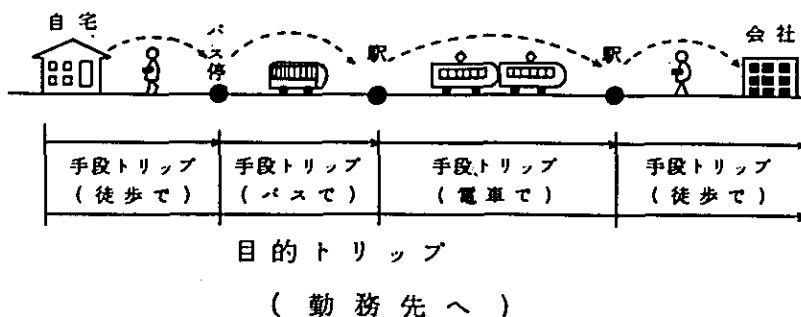 自宅
バス停
駅
駅
会社
手段トリップ
(徒歩で)
手段トリップ
(バスで)
手段トリップ
(電車で)
手段トリップ
(徒歩で)
目的トリップ
(勤務先へ)